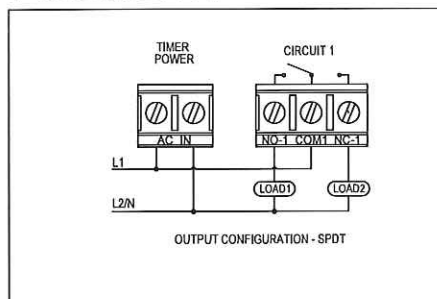 TIMER
POWER
CIRCUIT 1
AC IN
NO-1 COM1 NC-1
L1
LOAD1
LOAD2
L2/N
OUTPUT CONFIGURATION - SPDT